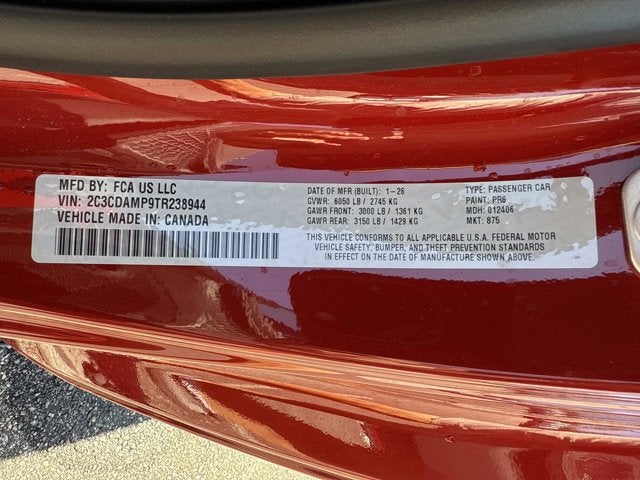 MFD BY: FCA US LLC
VIN: 2C3CDAMP9TR238944
VEHICLE MADE IN CANADA
DATE OF MFR (BUILT): 1-26
GVWR: 6050 LB / 2745 KG
GAWR FRONT: 3000 LB / 1361 KG
GAWR REAR: 3150 LB / 1429 KG
TYPE: PASSENGER CAR
PAINT: PR6
MDH: 012406
MKT: 875
THIS VEHICLE CONFORMS TO ALL APPLICABLE U.S.A. FEDERAL MOTOR
VEHICLE SAFETY, BUMPER, AND THEFT PREVENTION STANDARDS
IN EFFECT ON THE DATE OF MANUFACTURE SHOWN ABOVE.